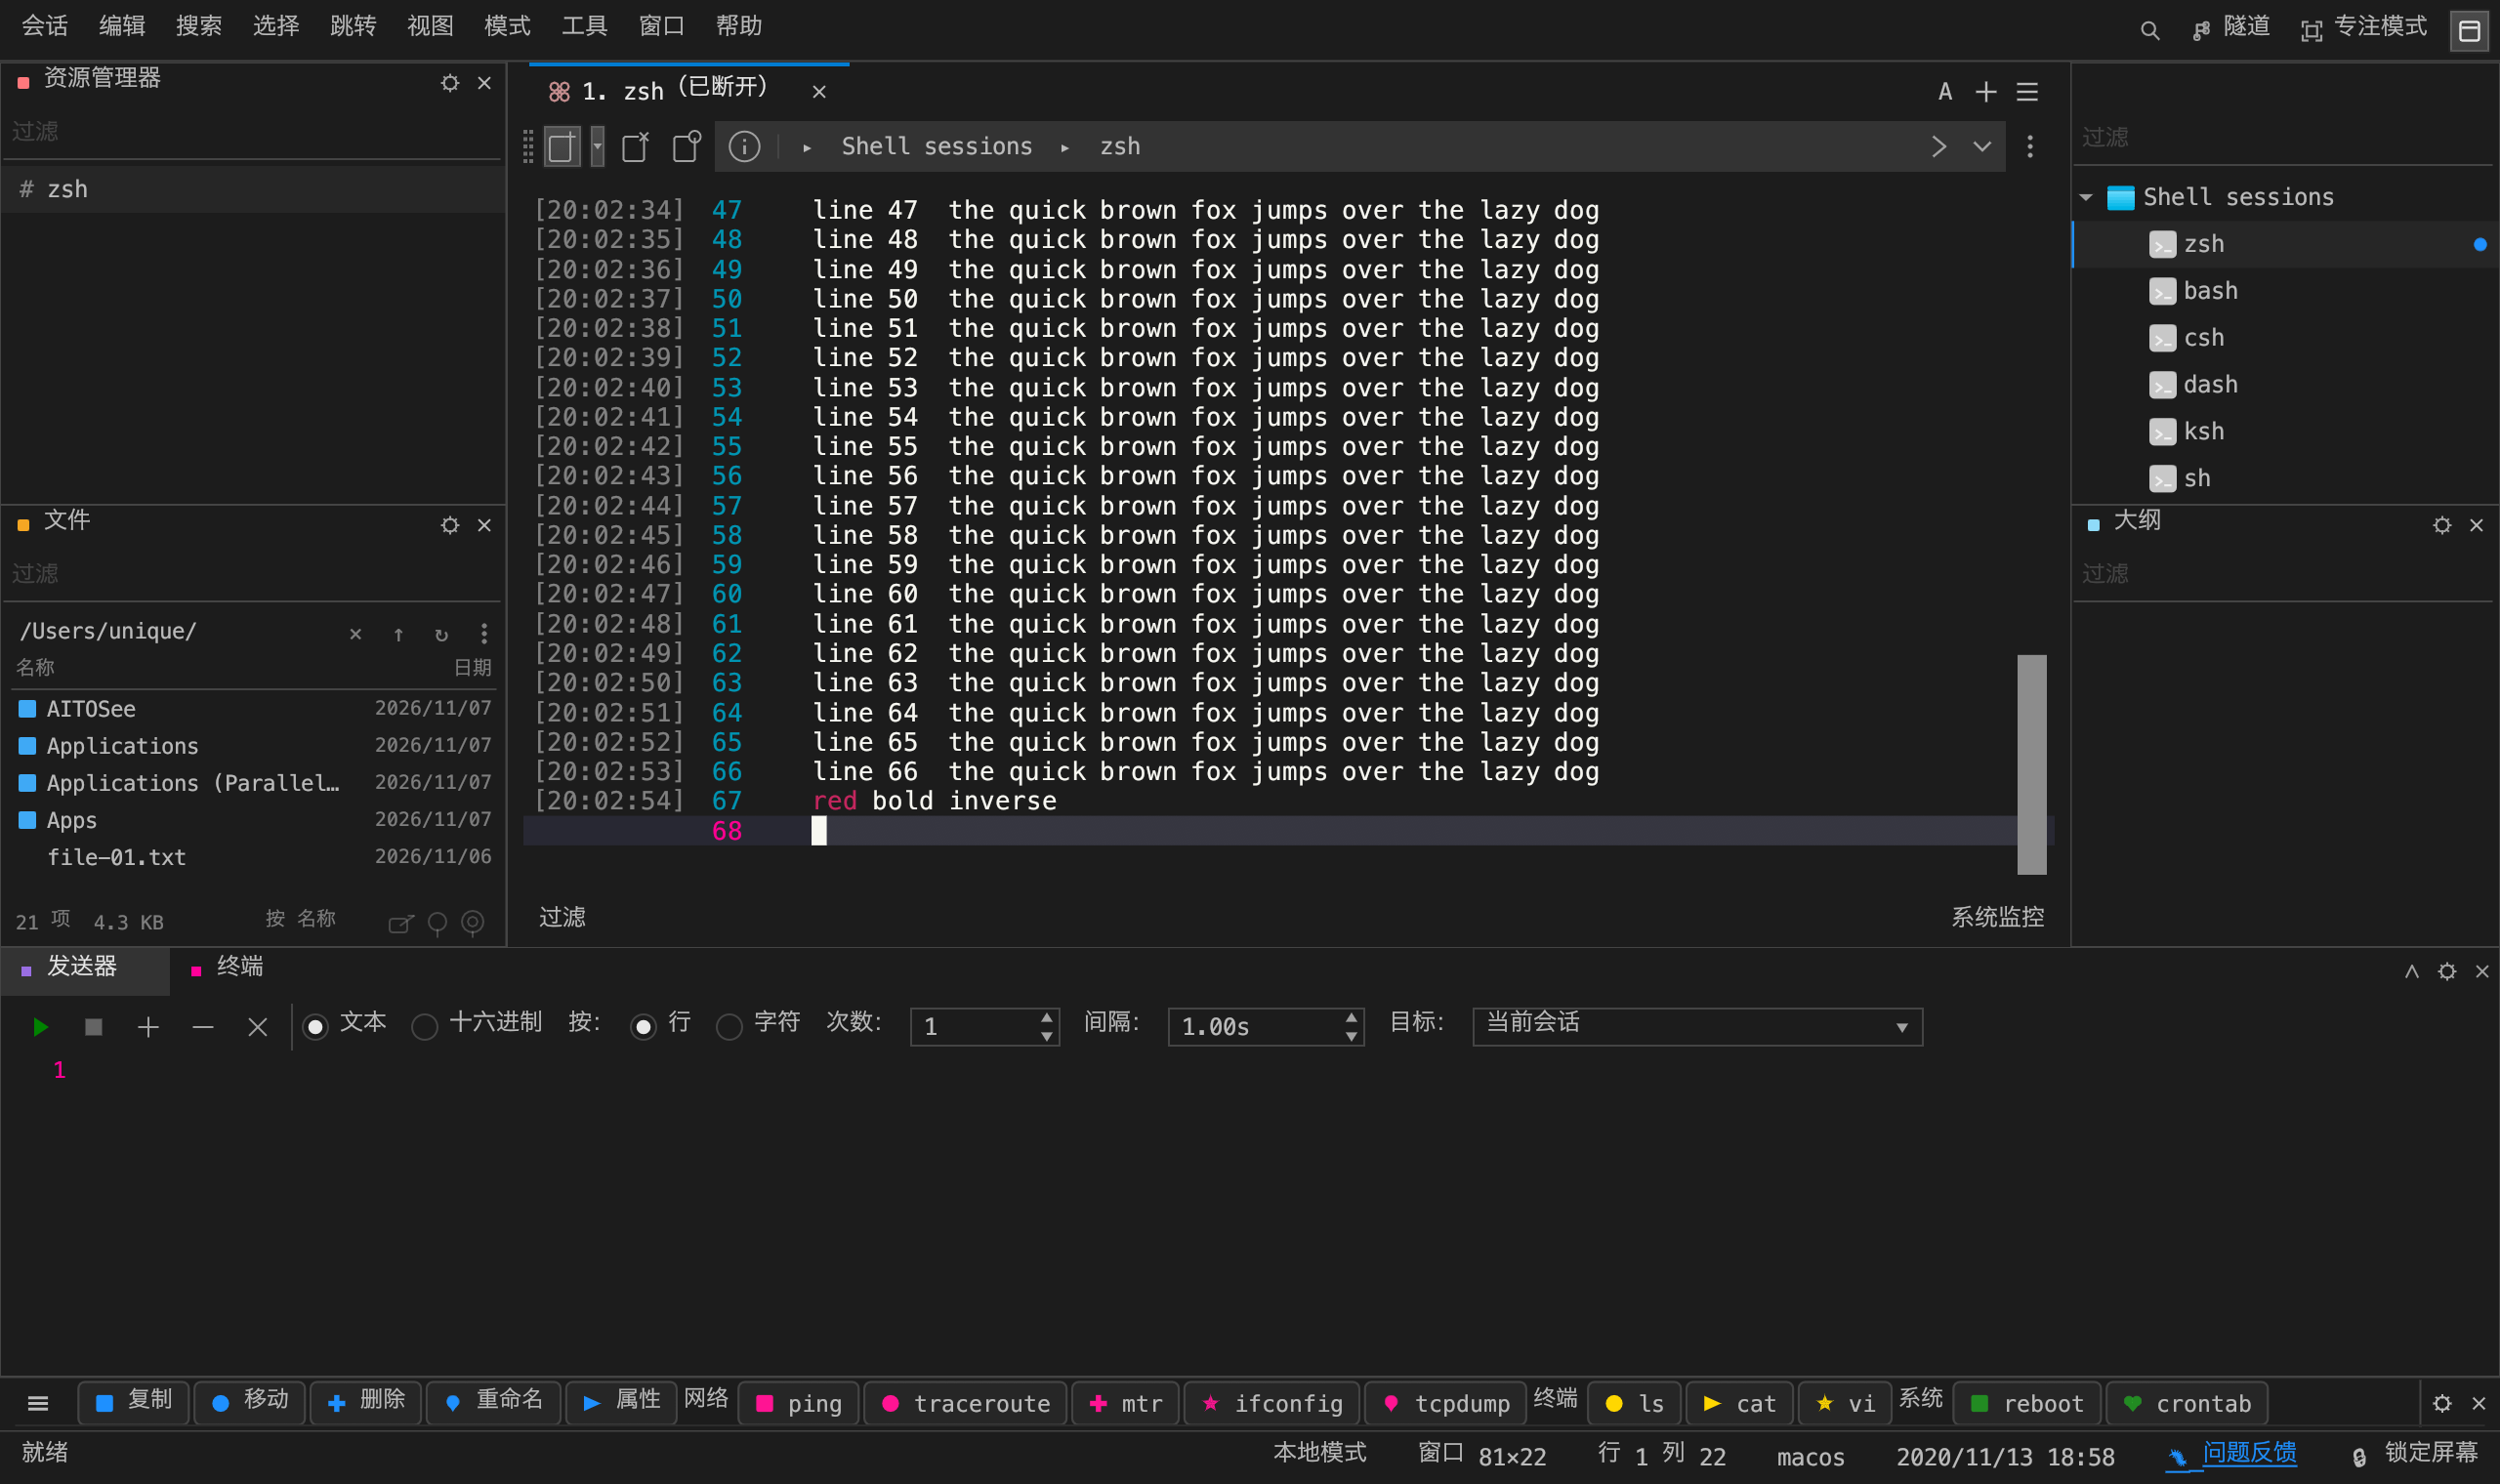 会话 编辑 搜索 选择 跳转 视图 模式 工具 窗口 帮助 隧道 专注模式
资源管理器
过滤
# zsh
文件
过滤
/Users/unique/
名称 日期
AITOSee 2026/11/07
Applications 2026/11/07
Applications (Parallel… 2026/11/07
Apps 2026/11/07
file-01.txt 2026/11/06
21 项 4.3 KB 按 名称
1. zsh (已断开) A
Shell sessions zsh
[20:02:34] 47 line 47 the quick brown fox jumps over the lazy dog
[20:02:35] 48 line 48 the quick brown fox jumps over the lazy dog
[20:02:36] 49 line 49 the quick brown fox jumps over the lazy dog
[20:02:37] 50 line 50 the quick brown fox jumps over the lazy dog
[20:02:38] 51 line 51 the quick brown fox jumps over the lazy dog
[20:02:39] 52 line 52 the quick brown fox jumps over the lazy dog
[20:02:40] 53 line 53 the quick brown fox jumps over the lazy dog
[20:02:41] 54 line 54 the quick brown fox jumps over the lazy dog
[20:02:42] 55 line 55 the quick brown fox jumps over the lazy dog
[20:02:43] 56 line 56 the quick brown fox jumps over the lazy dog
[20:02:44] 57 line 57 the quick brown fox jumps over the lazy dog
[20:02:45] 58 line 58 the quick brown fox jumps over the lazy dog
[20:02:46] 59 line 59 the quick brown fox jumps over the lazy dog
[20:02:47] 60 line 60 the quick brown fox jumps over the lazy dog
[20:02:48] 61 line 61 the quick brown fox jumps over the lazy dog
[20:02:49] 62 line 62 the quick brown fox jumps over the lazy dog
[20:02:50] 63 line 63 the quick brown fox jumps over the lazy dog
[20:02:51] 64 line 64 the quick brown fox jumps over the lazy dog
[20:02:52] 65 line 65 the quick brown fox jumps over the lazy dog
[20:02:53] 66 line 66 the quick brown fox jumps over the lazy dog
[20:02:54] 67 red bold inverse
68
过滤 系统监控
过滤
Shell sessions
zsh
bash
csh
dash
ksh
sh
大纲
过滤
发送器 终端
文本 十六进制 按: 行 字符 次数: 1 间隔: 1.00s 目标: 当前会话
1
复制 移动 删除 重命名 属性 网络 ping traceroute mtr ifconfig tcpdump 终端 ls cat vi 系统 reboot crontab
就绪 本地模式 窗口 81×22 行 1 列 22 macos 2020/11/13 18:58 问题反馈 锁定屏幕